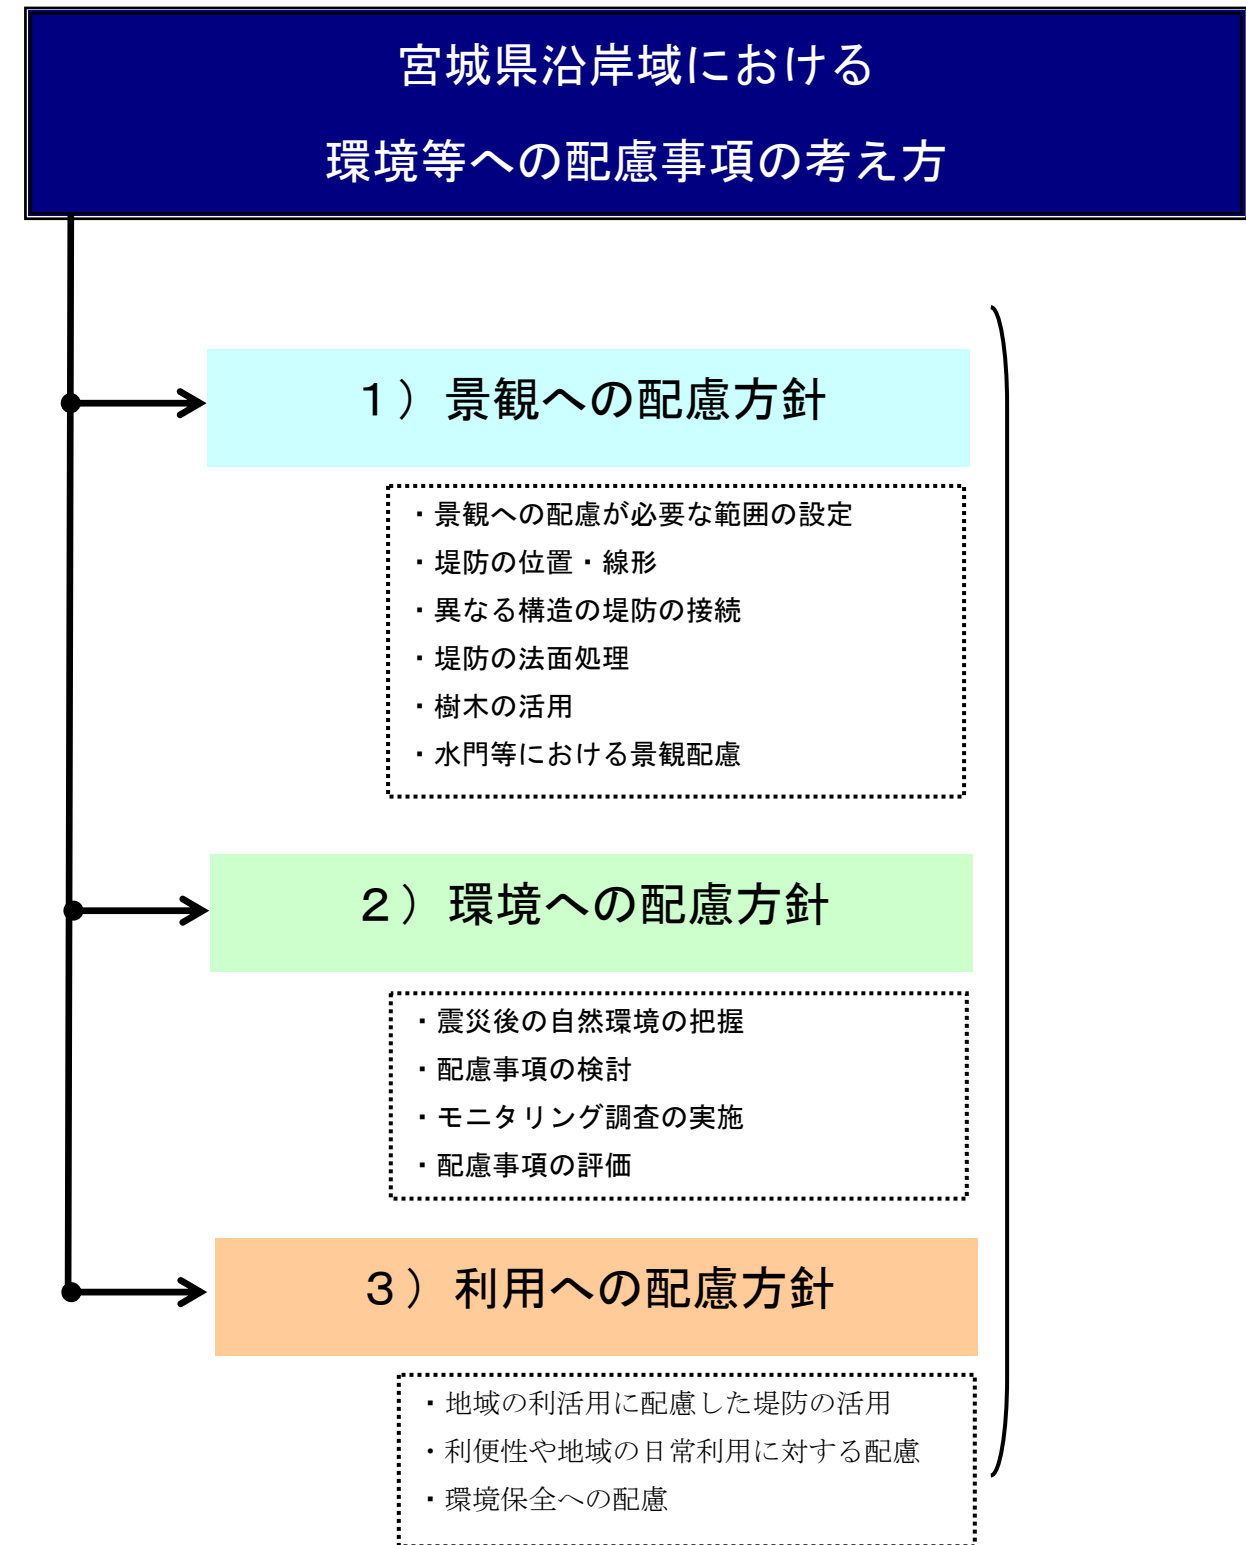 宮城県沿岸域における
環境等への配慮事項の考え方
１）景観への配慮方針
・景観への配慮が必要な範囲の設定
・堤防の位置・線形
・異なる構造の堤防の接続
・堤防の法面処理
・樹木の活用
・水門等における景観配慮
２）環境への配慮方針
・震災後の自然環境の把握
・配慮事項の検討
・モニタリング調査の実施
・配慮事項の評価
３）利用への配慮方針
・地域の利活用に配慮した堤防の活用
・利便性や地域の日常利用に対する配慮
・環境保全への配慮